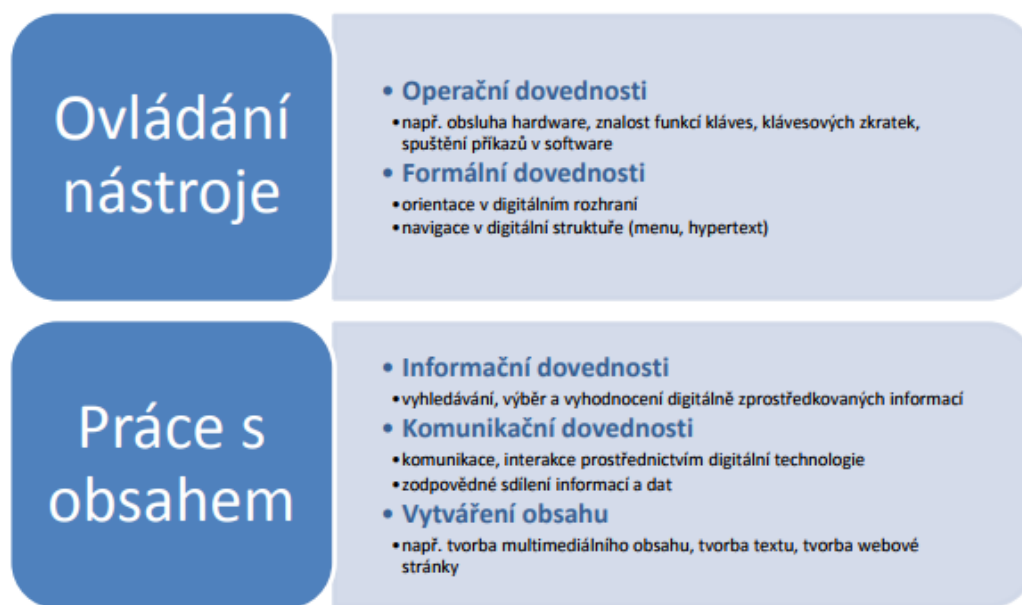 Ovládání
nástroje
• Operační dovednosti
•např. obsluha hardware, znalost funkcí kláves, klávesových zkratek,
spuštění příkazů v software
• Formální dovednosti
•orientace v digitálním rozhraní
•navigace v digitální struktuře (menu, hypertext)
Práce s
obsahem
• Informační dovednosti
•vyhledávání, výběr a vyhodnocení digitálně zprostředkovaných informací
• Komunikační dovednosti
•komunikace, interakce prostřednictvím digitální technologie
•zodpovědné sdílení informací a dat
• Vytváření obsahu
•např. tvorba multimediálního obsahu, tvorba textu, tvorba webové
stránky